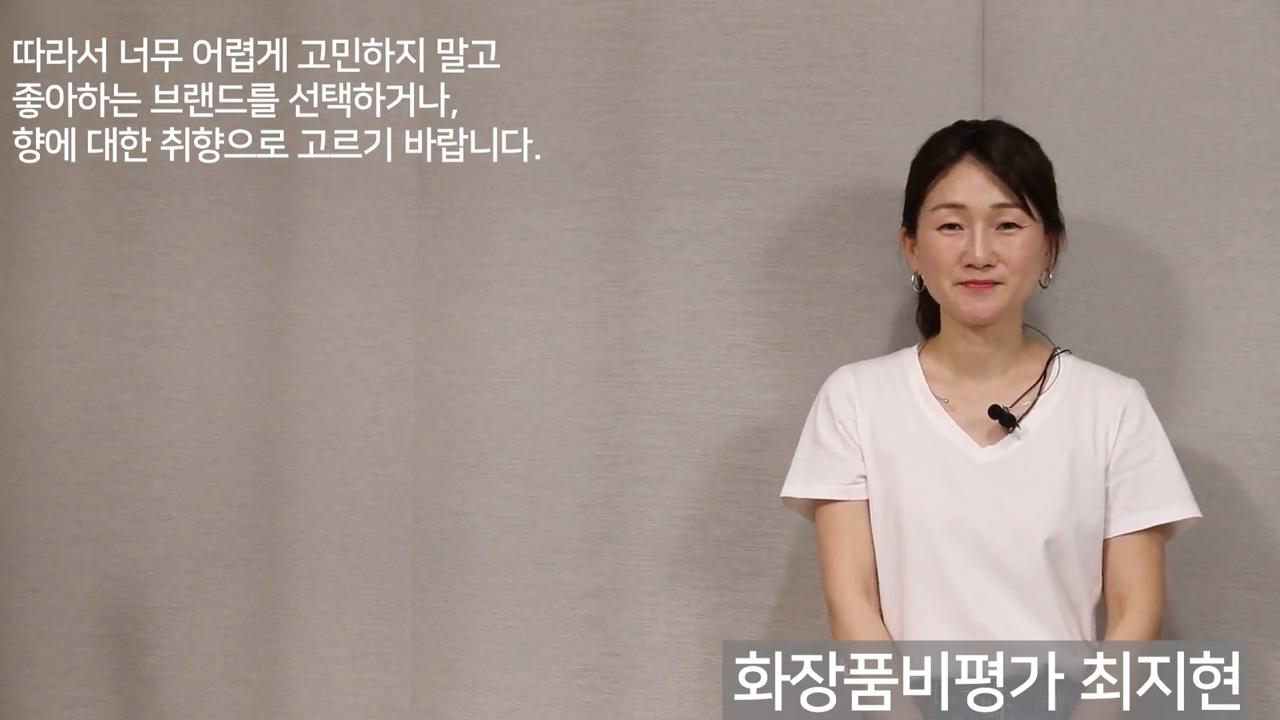 따라서 너무 어렵게 고민하지 말고
좋아하는 브랜드를 선택하거나,
향에 대한 취향으로 고르기 바랍니다.
화장품비평가 최지현